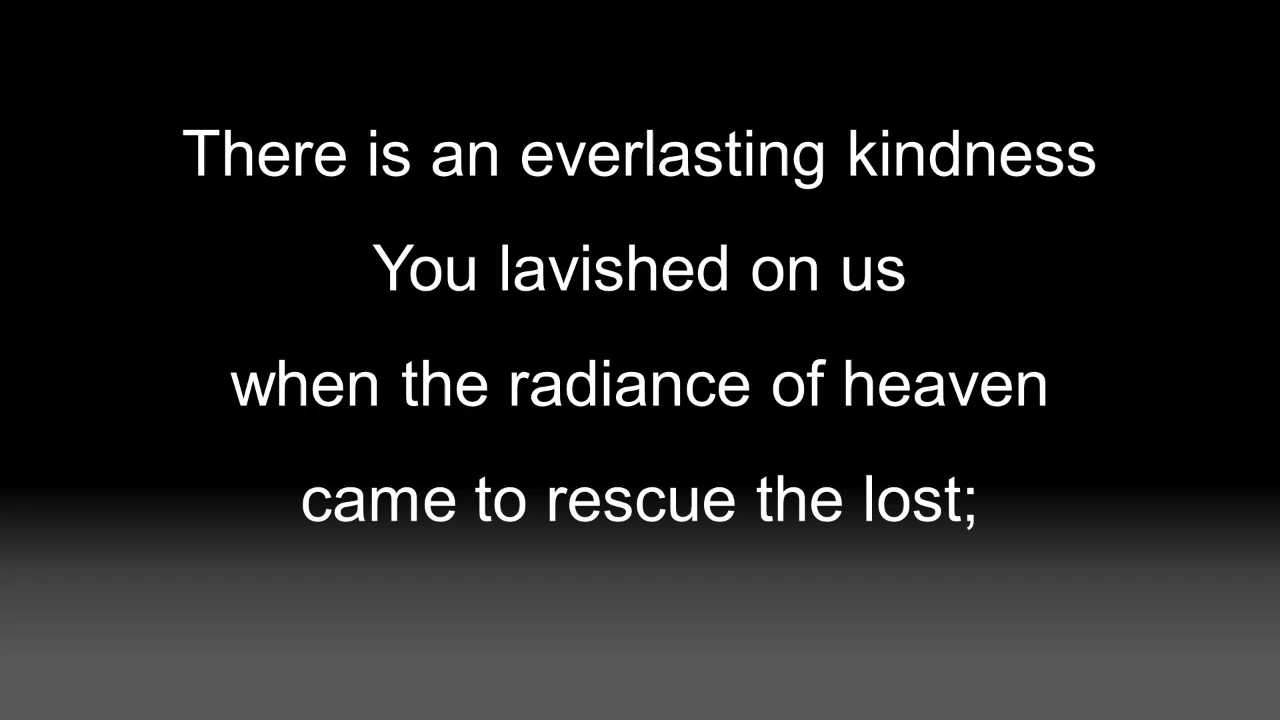 There is an everlasting kindness
You lavished on us
when the radiance of heaven
came to rescue the lost;